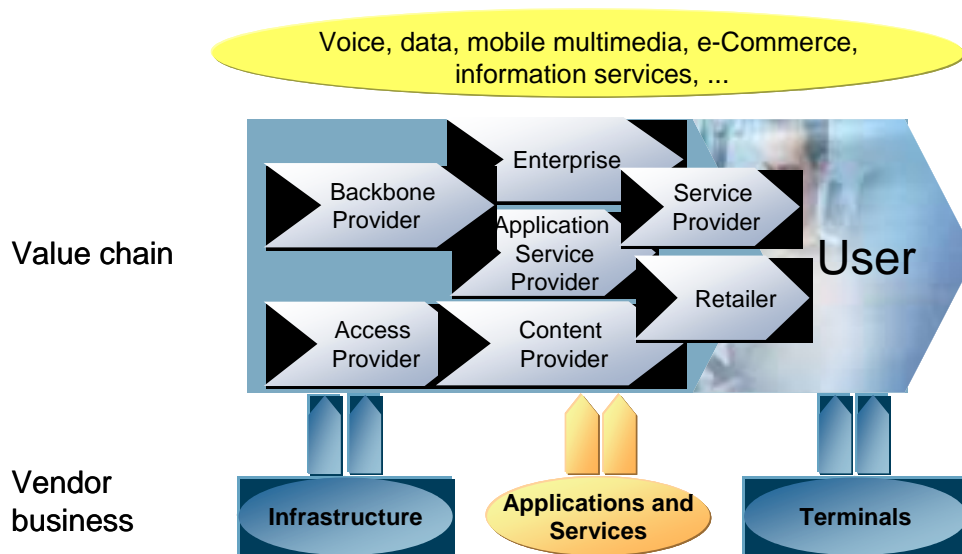 Voice, data, mobile multimedia, e-Commerce,
information services, ...
Value chain
Backbone
Provider
Enterprise
Service
Provider
Application
Service
Provider
User
Retailer
Access
Provider
Content
Provider
Vendor
business
Infrastructure
Applications and
Services
Terminals